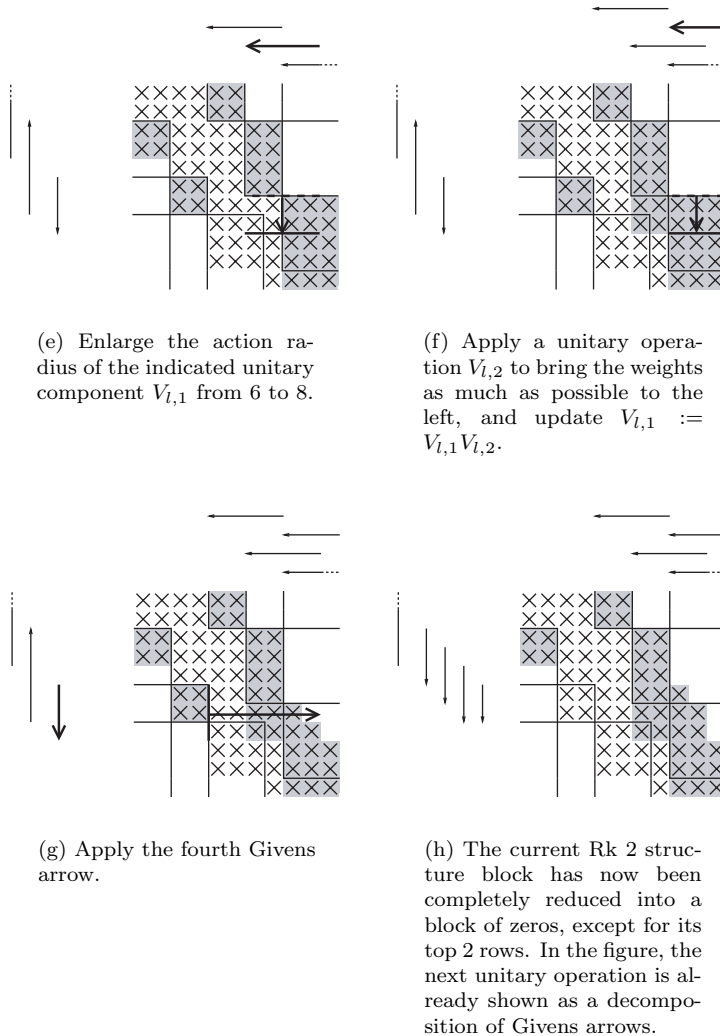 (e) Enlarge the action ra-
dius of the indicated unitary
component V_{l,1} from 6 to 8.
(f) Apply a unitary opera-
tion V_{l,2} to bring the weights
as much as possible to the
left, and update V_{l,1} :=
V_{l,1}V_{l,2}.
(g) Apply the fourth Givens
arrow.
(h) The current Rk 2 struc-
ture block has now been
completely reduced into a
block of zeros, except for its
top 2 rows. In the figure, the
next unitary operation is al-
ready shown as a decompo-
sition of Givens arrows.